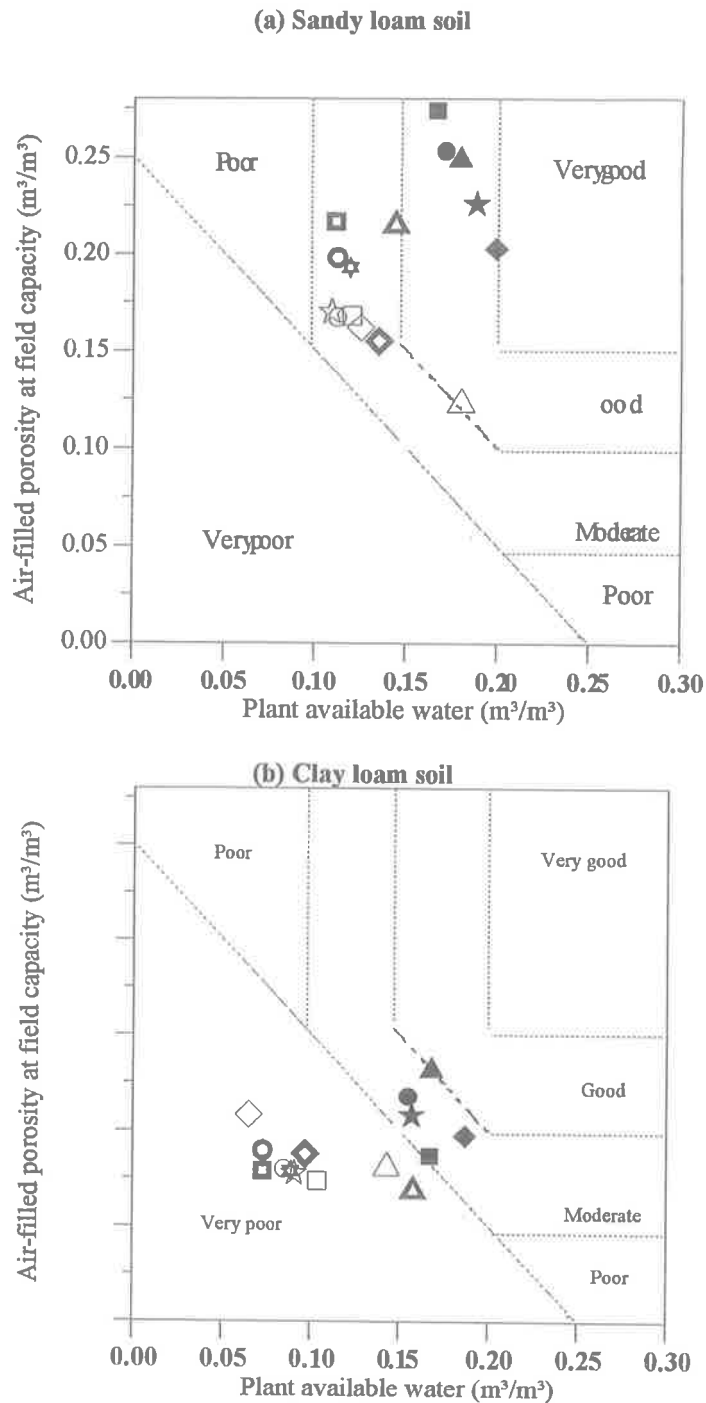 (a) Sandy loam soil
Air-filled porosity at field capacity (m³/m³)
0.25
0.20
0.15
0.10
0.05
0.00
Poor
Verygood
ood
Verypoor
Moderate
Poor
0.00 0.05 0.10 0.15 0.20 0.25 0.30
Plant available water (m³/m³)
(b) Clay loam soil
Air-filled porosity at field capacity (m³/m³)
Poor
Very good
Good
Very poor
Moderate
Poor
0.00 0.05 0.10 0.15 0.20 0.25 0.30
Plant available water (m³/m³)